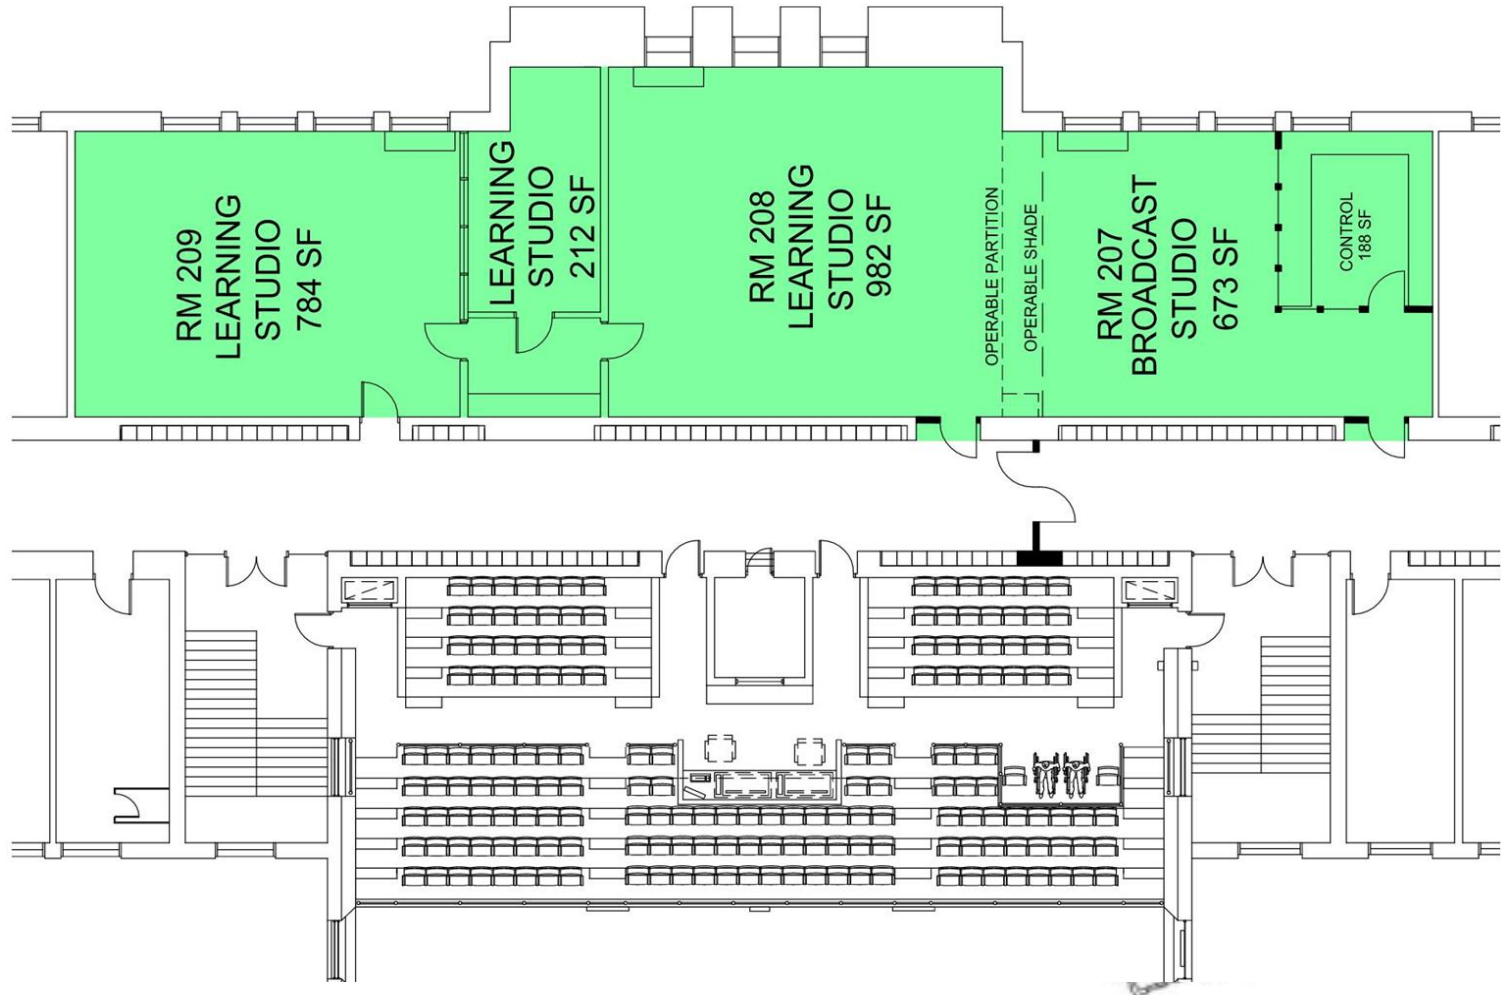 RM 209
LEARNING
STUDIO
784 SF
LEARNING
STUDIO
212 SF
RM 208
LEARNING
STUDIO
982 SF
OPERABLE PARTITION
OPERABLE SHADE
RM 207
BROADCAST
STUDIO
673 SF
CONTROL
188 SF